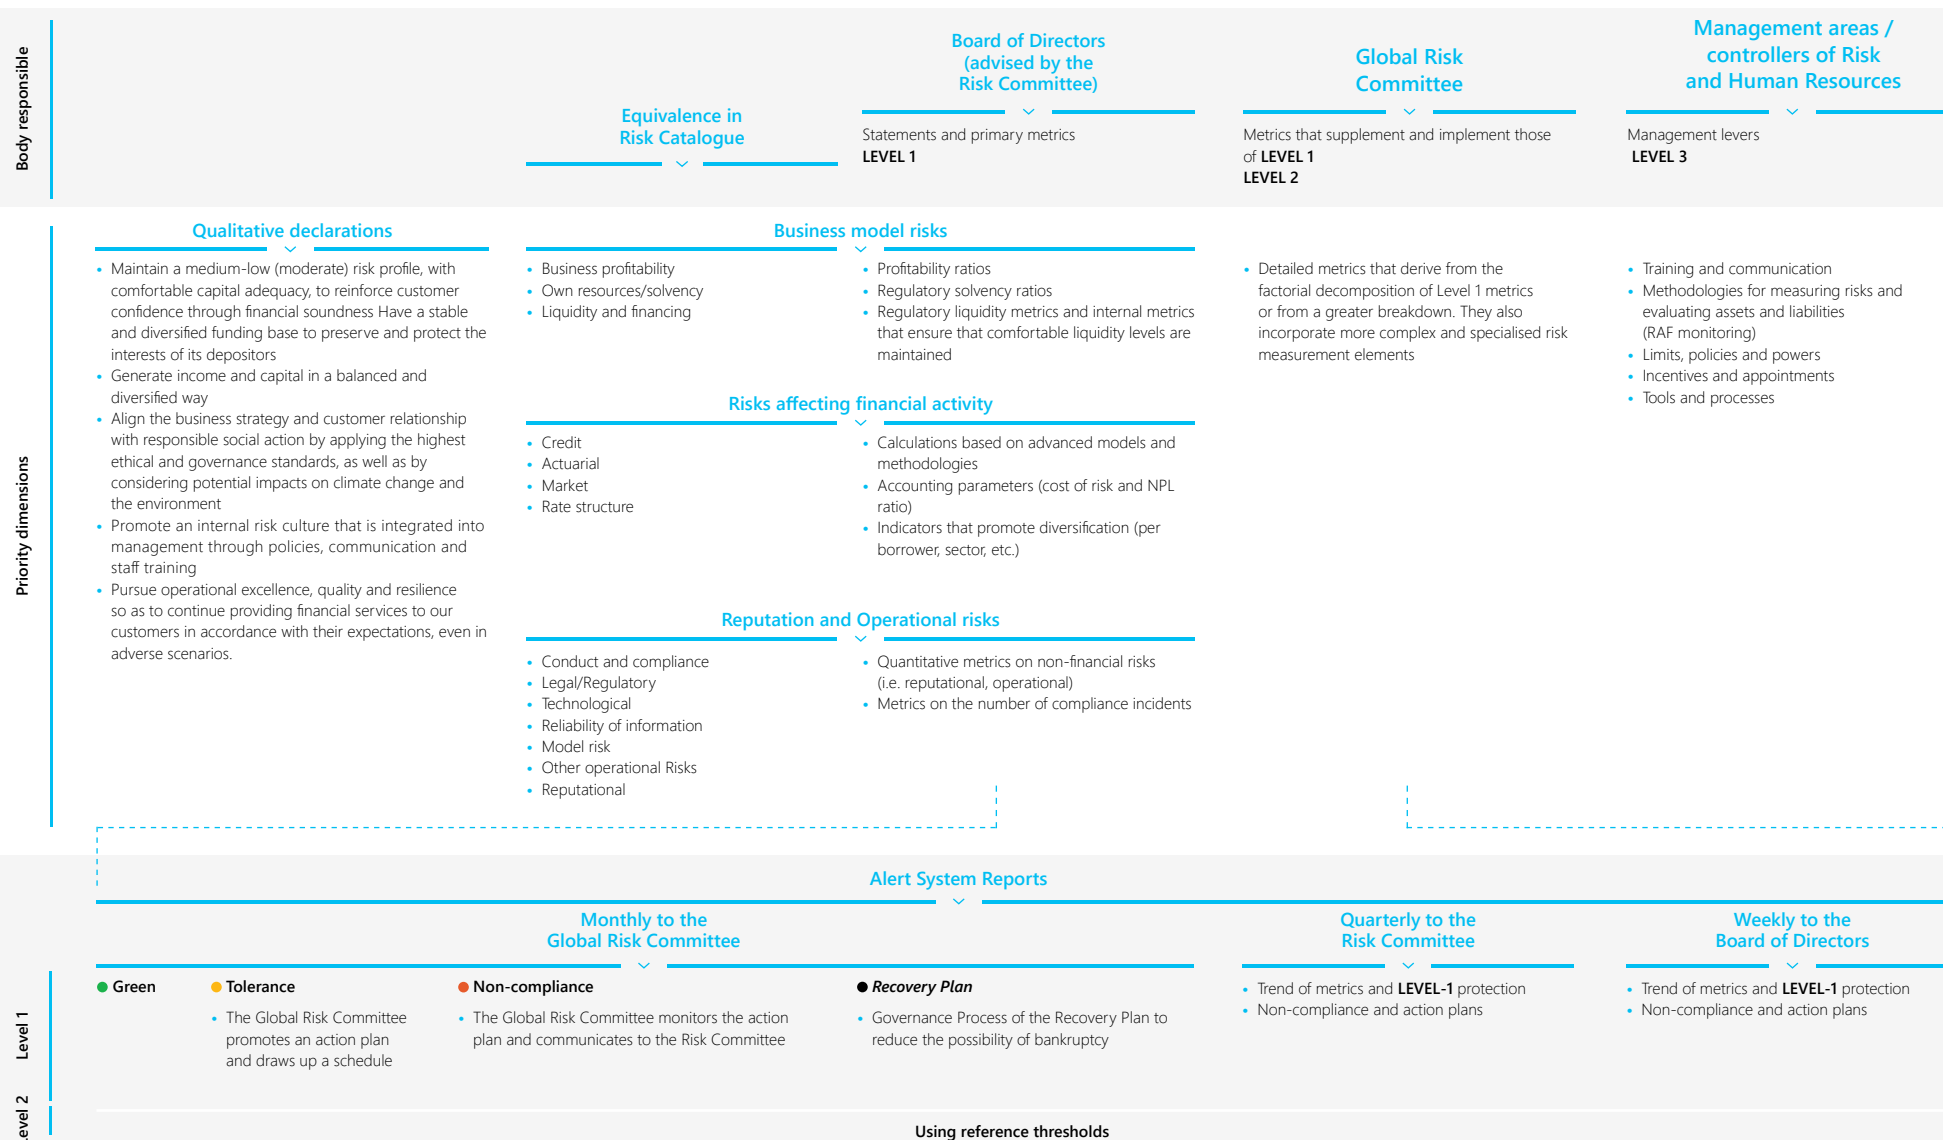 Body responsible
Equivalence in
Risk Catalogue
Board of Directors
(advised by the
Risk Committee)
Statements and primary metrics
LEVEL 1
Global Risk
Committee
Metrics that supplement and implement those
of LEVEL 1
LEVEL 2
Management areas /
controllers of Risk
and Human Resources
Management levers
LEVEL 3
Priority dimensions
Qualitative declarations
• Maintain a medium-low (moderate) risk profile, with
comfortable capital adequacy, to reinforce customer
confidence through financial soundness Have a stable
and diversified funding base to preserve and protect the
interests of its depositors
• Generate income and capital in a balanced and
diversified way
• Align the business strategy and customer relationship
with responsible social action by applying the highest
ethical and governance standards, as well as by
considering potential impacts on climate change and
the environment
• Promote an internal risk culture that is integrated into
management through policies, communication and
staff training
• Pursue operational excellence, quality and resilience
so as to continue providing financial services to our
customers in accordance with their expectations, even in
adverse scenarios.
Business model risks
• Business profitability
• Own resources/solvency
• Liquidity and financing
• Profitability ratios
• Regulatory solvency ratios
• Regulatory liquidity metrics and internal metrics
that ensure that comfortable liquidity levels are
maintained
Risks affecting financial activity
• Credit
• Actuarial
• Market
• Rate structure
• Calculations based on advanced models and
methodologies
• Accounting parameters (cost of risk and NPL
ratio)
• Indicators that promote diversification (per
borrower, sector, etc.)
Reputation and Operational risks
• Conduct and compliance
• Legal/Regulatory
• Technological
• Reliability of information
• Model risk
• Other operational Risks
• Reputational
• Quantitative metrics on non-financial risks
(i.e. reputational, operational)
• Metrics on the number of compliance incidents
• Detailed metrics that derive from the
factorial decomposition of Level 1 metrics
or from a greater breakdown. They also
incorporate more complex and specialised risk
measurement elements
• Training and communication
• Methodologies for measuring risks and
evaluating assets and liabilities
(RAF monitoring)
• Limits, policies and powers
• Incentives and appointments
• Tools and processes
Alert System Reports
Monthly to the
Global Risk Committee
Quarterly to the
Risk Committee
Weekly to the
Board of Directors
Level 1
Green
Tolerance
• The Global Risk Committee
promotes an action plan
and draws up a schedule
Non-compliance
• The Global Risk Committee monitors the action
plan and communicates to the Risk Committee
Recovery Plan
• Governance Process of the Recovery Plan to
reduce the possibility of bankruptcy
• Trend of metrics and LEVEL-1 protection
• Non-compliance and action plans
• Trend of metrics and LEVEL-1 protection
• Non-compliance and action plans
Level 2
Using reference thresholds